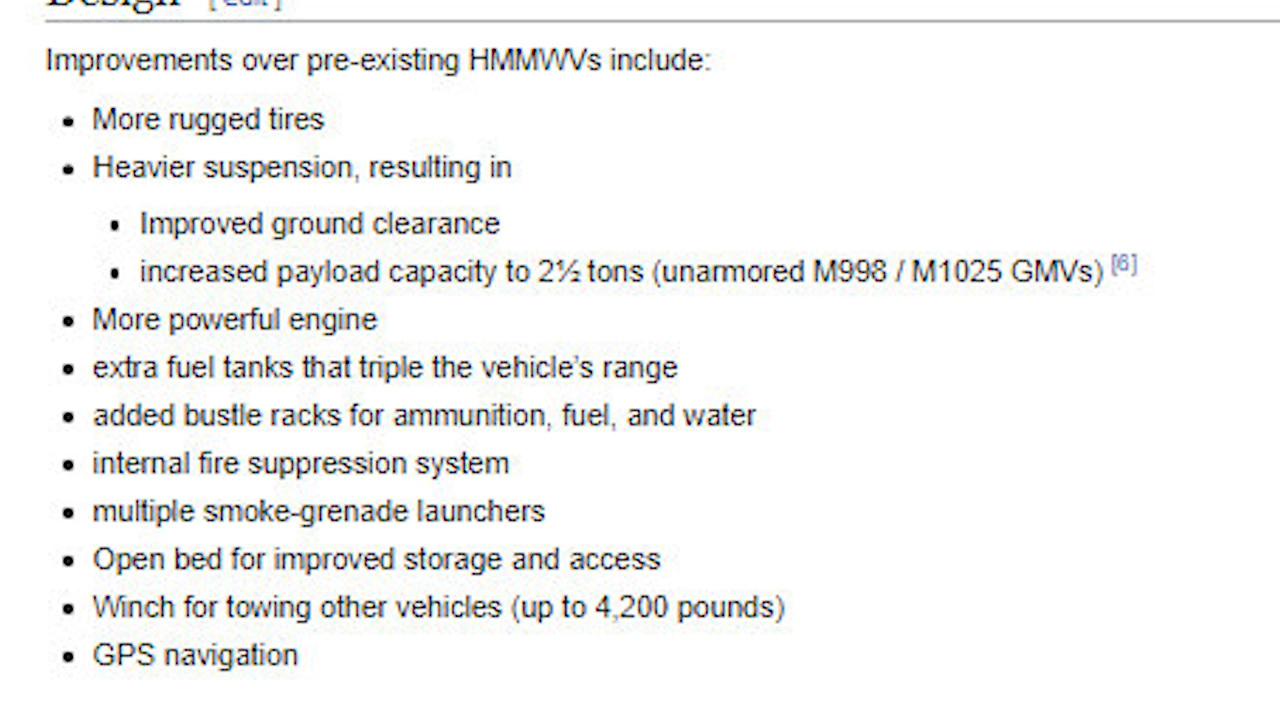 Design [edit]
Improvements over pre-existing HMMWVs include:
• More rugged tires
• Heavier suspension, resulting in
• Improved ground clearance
• increased payload capacity to 2½ tons (unarmored M998 / M1025 GMVs) [6]
• More powerful engine
• extra fuel tanks that triple the vehicle's range
• added bustle racks for ammunition, fuel, and water
• internal fire suppression system
• multiple smoke-grenade launchers
• Open bed for improved storage and access
• Winch for towing other vehicles (up to 4,200 pounds)
• GPS navigation